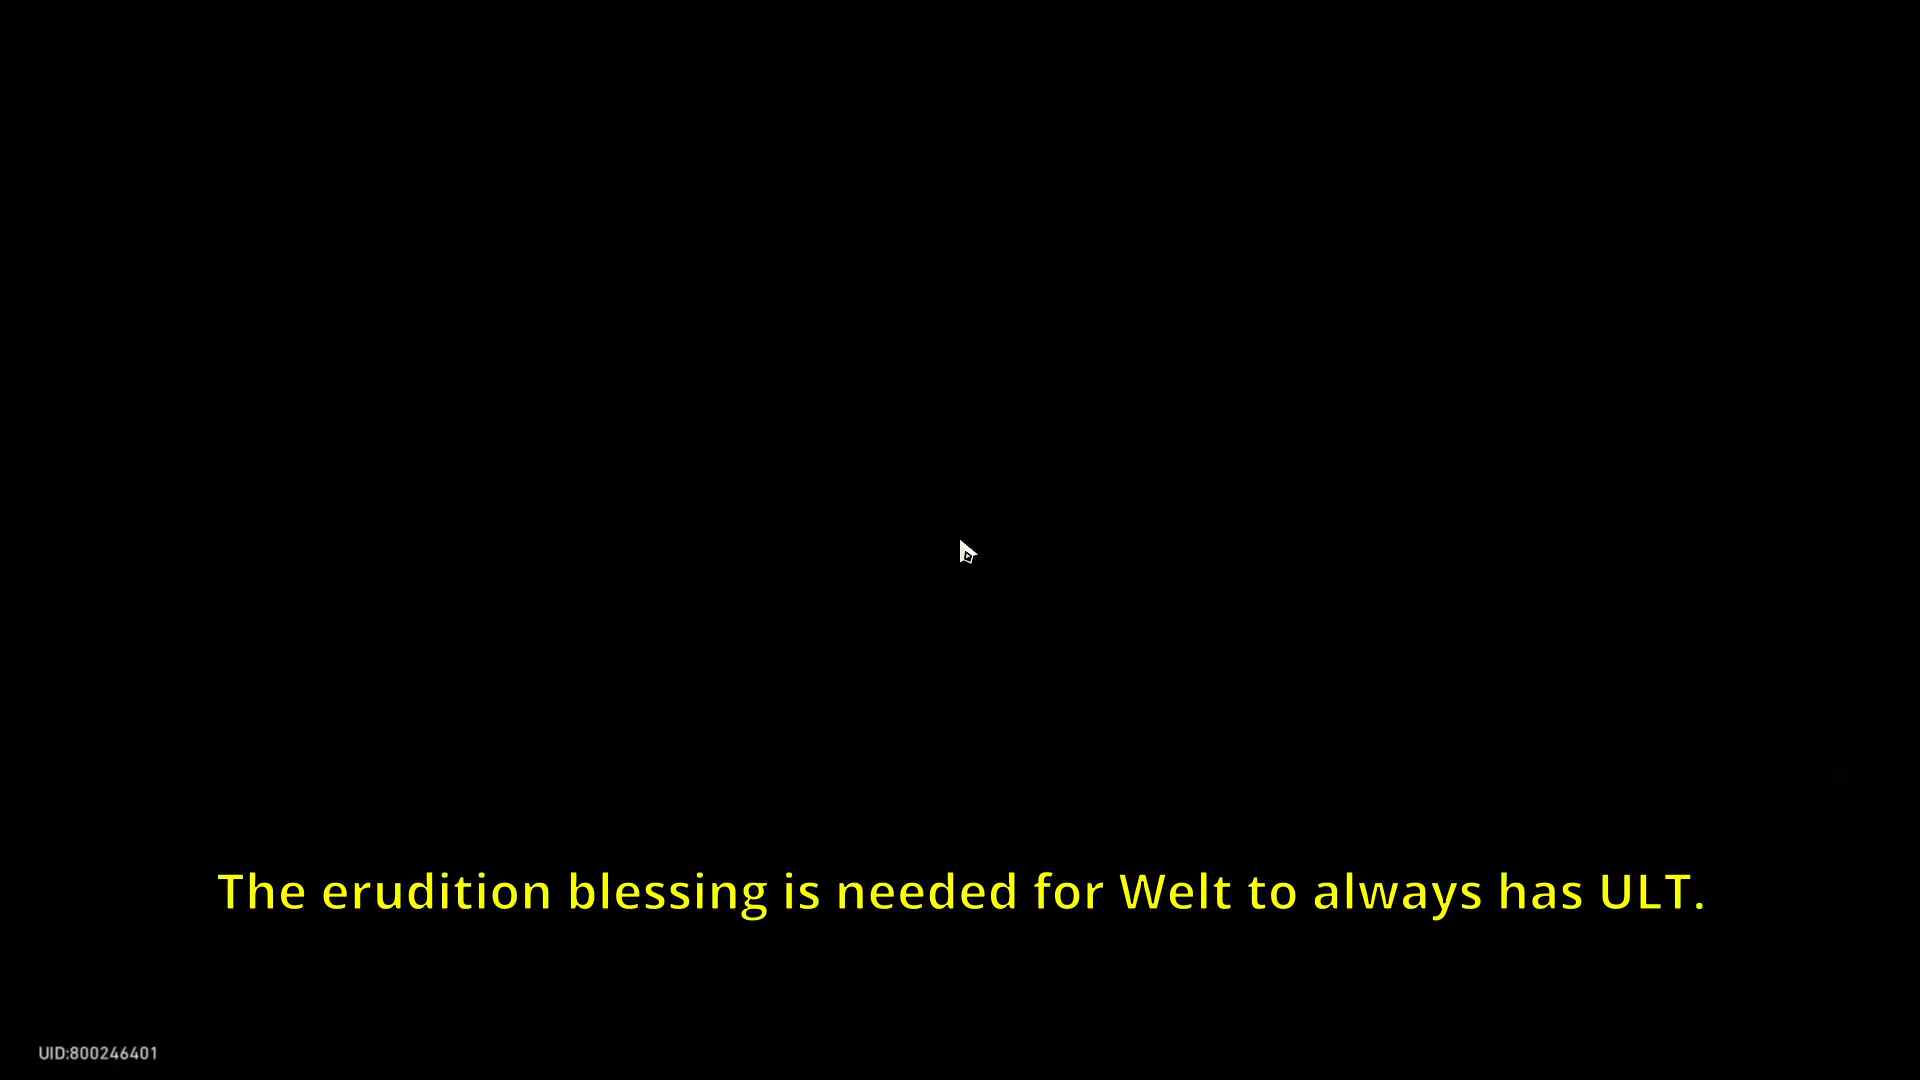 The erudition blessing is needed for Welt to always has ULT.
UID:800246401